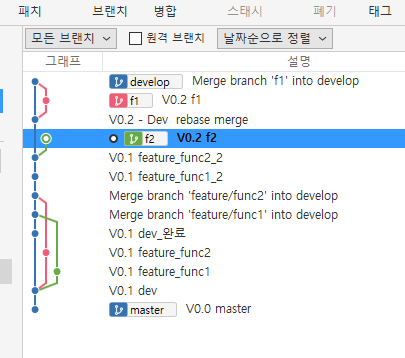 패치 브랜치 병합 스태시 폐기 태그
모든 브랜치 원격 브랜치 날짜순으로 정렬
그래프 설명
develop Merge branch 'f1' into develop
f1 V0.2 f1
V0.2 - Dev rebase merge
f2 V0.2 f2
V0.1 feature_func2_2
V0.1 feature_func1_2
Merge branch 'feature/func2' into develop
Merge branch 'feature/func1' into develop
V0.1 dev_완료
V0.1 feature_func2
V0.1 feature_func1
V0.1 dev
master V0.0 master